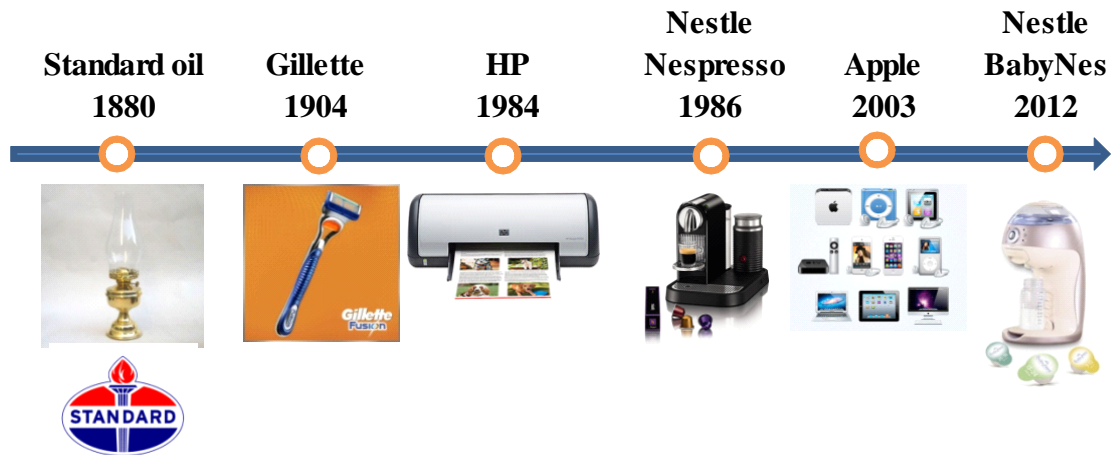 Standard oil
1880
Gillette
1904
HP
1984
Nestle
Nespresso
1986
Apple
2003
Nestle
BabyNes
2012
Gillette
Fusion
STANDARD